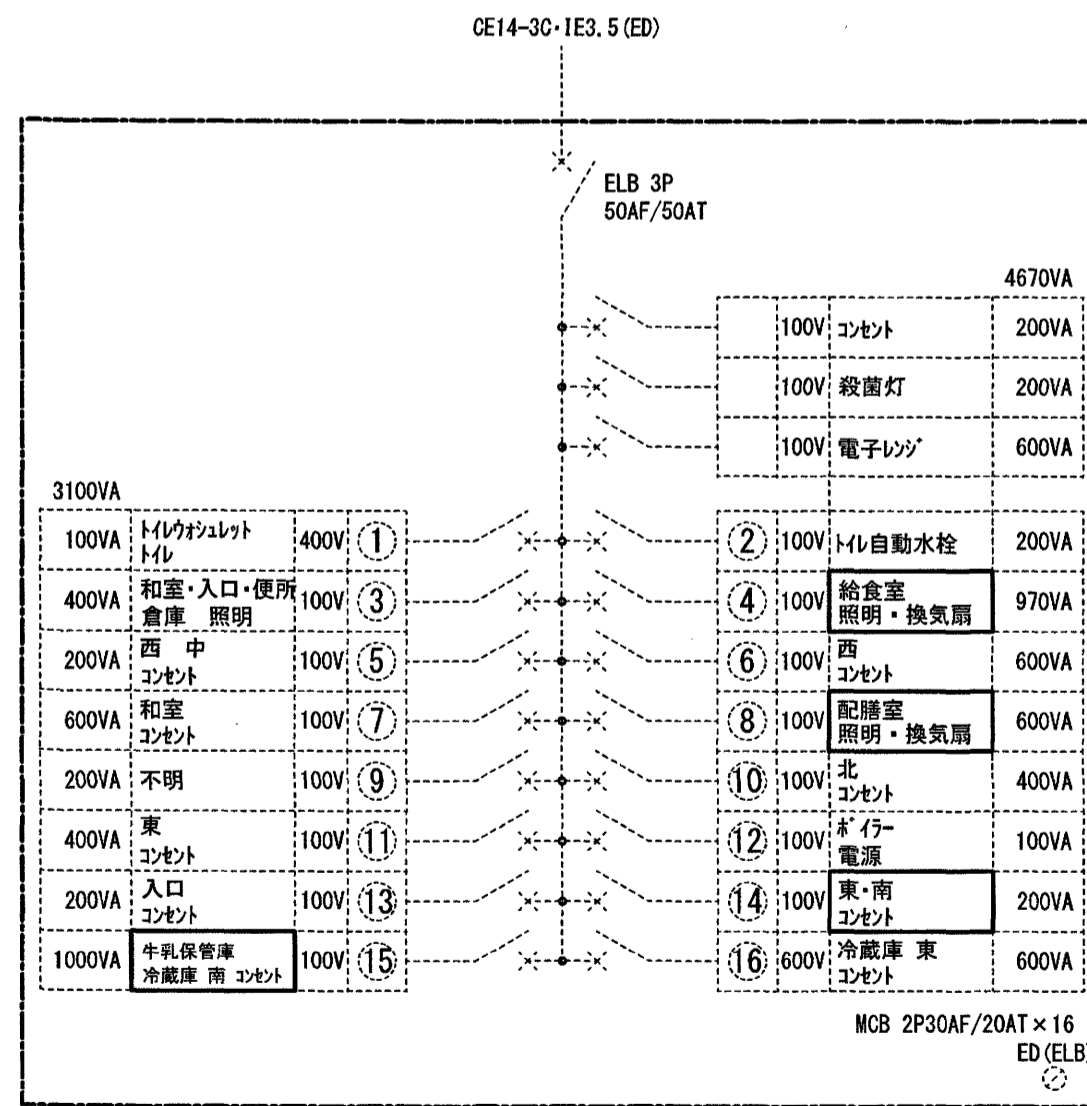 CE14-3C・IE3.5(ED)
ELB 3P
50AF/50AT
4670VA
100V コンセント 200VA
100V 殺菌灯 200VA
100V 電子レンジ 600VA
3100VA
100VA トイレウォシュレット
トイレ 400V ①
② 100V トイレ自動水栓 200VA
400VA 和室・入口・便所
倉庫 照明 100V ③
④ 100V 給食室
照明・換気扇 970VA
200VA 西 中
コンセント 100V ⑤
⑥ 100V 西
コンセント 600VA
600VA 和室
コンセント 100V ⑦
⑧ 100V 配膳室
照明・換気扇 600VA
200VA 不明 100V ⑨
⑩ 100V 北
コンセント 400VA
400VA 東
コンセント 100V ⑪
⑫ 100V ボイラー
電源 100VA
200VA 入口
コンセント 100V ⑬
⑭ 100V 東・南
コンセント 200VA
1000VA 牛乳保管庫
冷蔵庫 南 コンセント 100V ⑮
⑯ 600V 冷蔵庫 東
コンセント 600VA
MCB 2P30AF/20AT×16
ED(ELB)